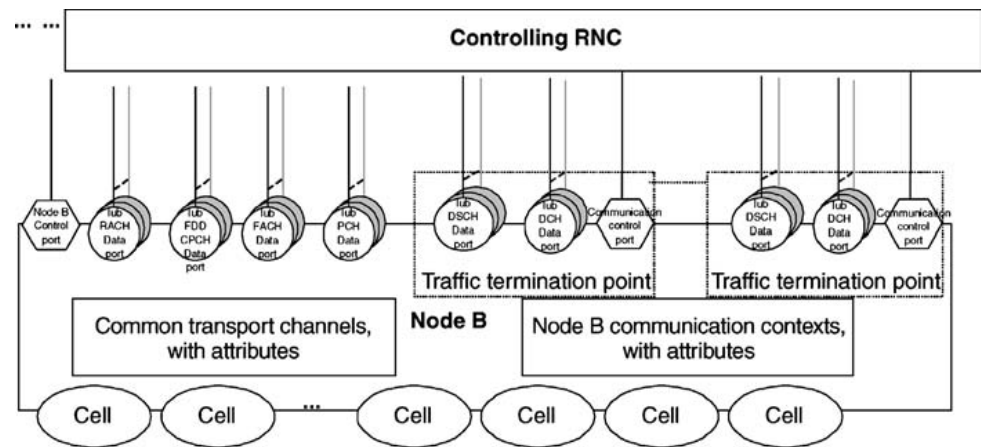 ... ...
Controlling RNC
Node B
Control
port
Iub
RACH
Data
port
Iub
FDD
CPCH
Data
port
Iub
FACH
Data
port
Iub
PCH
Data
port
Iub
DSCH
Data
port
Iub
DCH
Data
port
Communication
control
port
Iub
DSCH
Data
port
Iub
DCH
Data
port
Communication
control
port
Traffic termination point
Traffic termination point
Node B
Common transport channels,
with attributes
Node B communication contexts,
with attributes
Cell
Cell
...
Cell
Cell
Cell
Cell